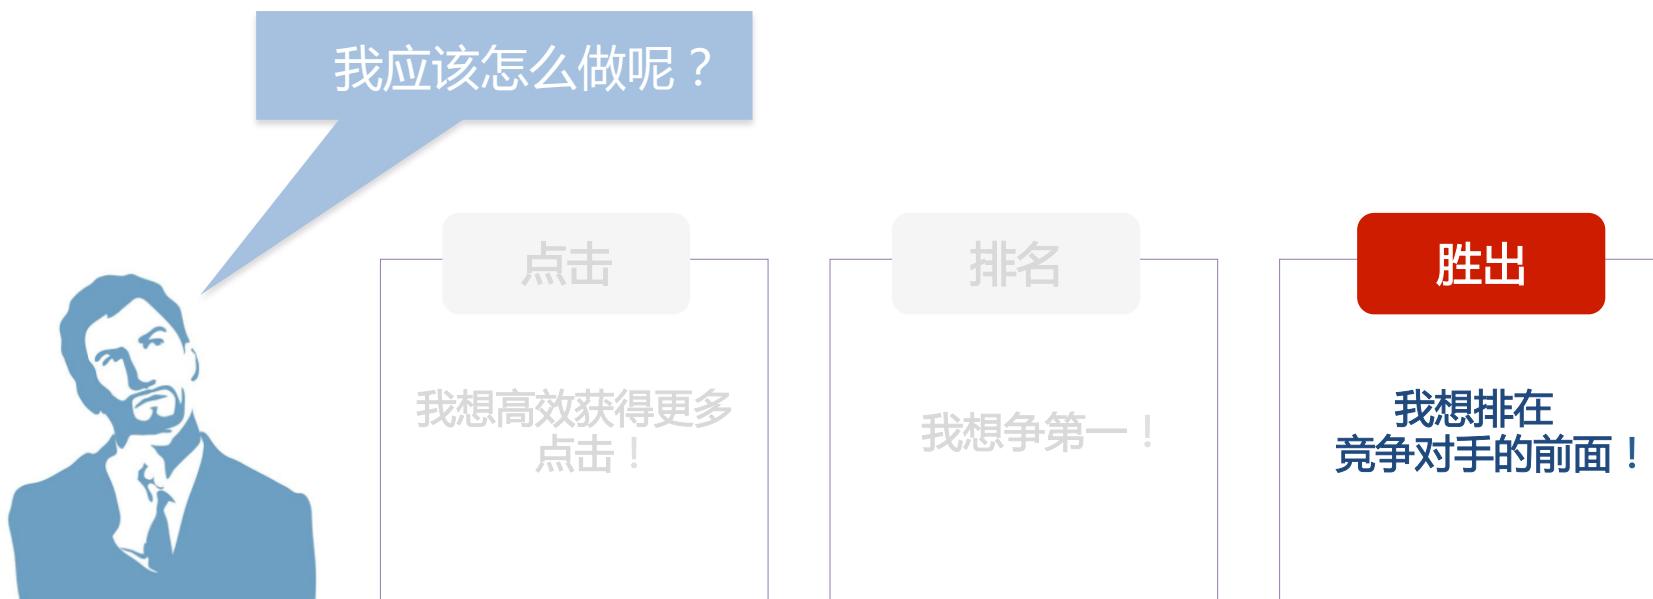 我应该怎么做呢？
点击
我想高效获得更多
点击！
排名
我想争第一！
胜出
我想排在
竞争对手的前面！